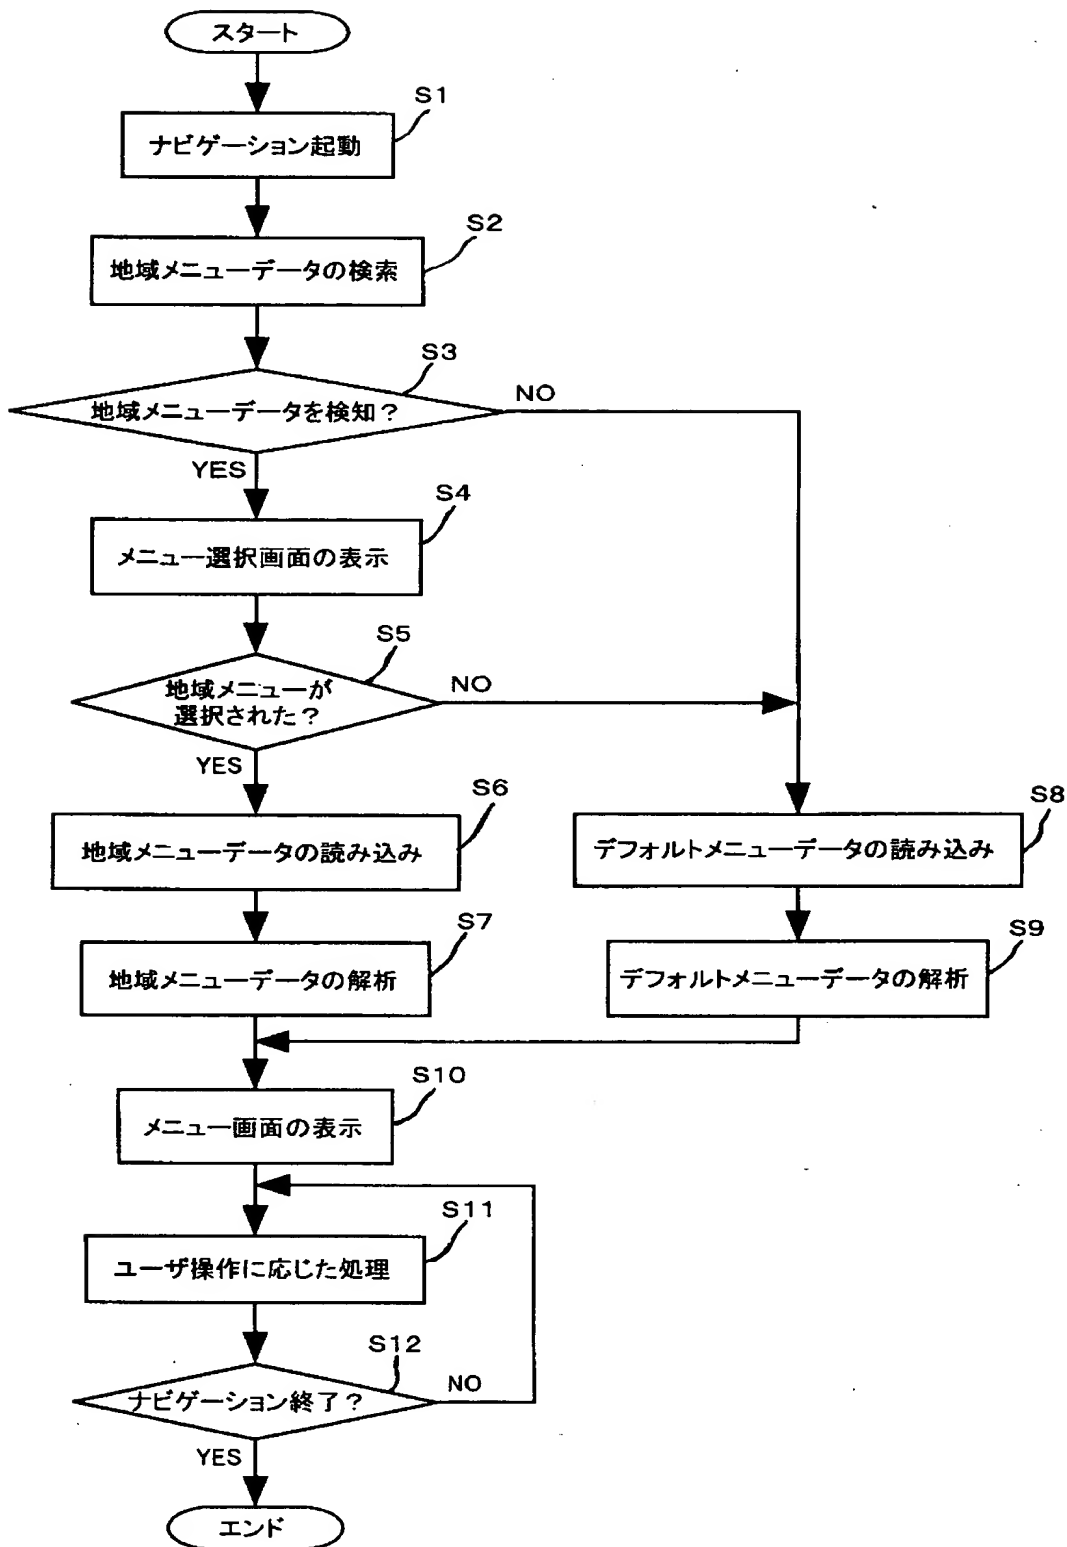 スタート
S1
ナビゲーション起動
S2
地域メニューデータの検索
S3
地域メニューデータを検知？
NO
YES
S4
メニュー選択画面の表示
S5
地域メニューが
選択された？
NO
YES
S6
地域メニューデータの読み込み
S8
デフォルトメニューデータの読み込み
S7
地域メニューデータの解析
S9
デフォルトメニューデータの解析
S10
メニュー画面の表示
S11
ユーザ操作に応じた処理
S12
ナビゲーション終了？
NO
YES
エンド